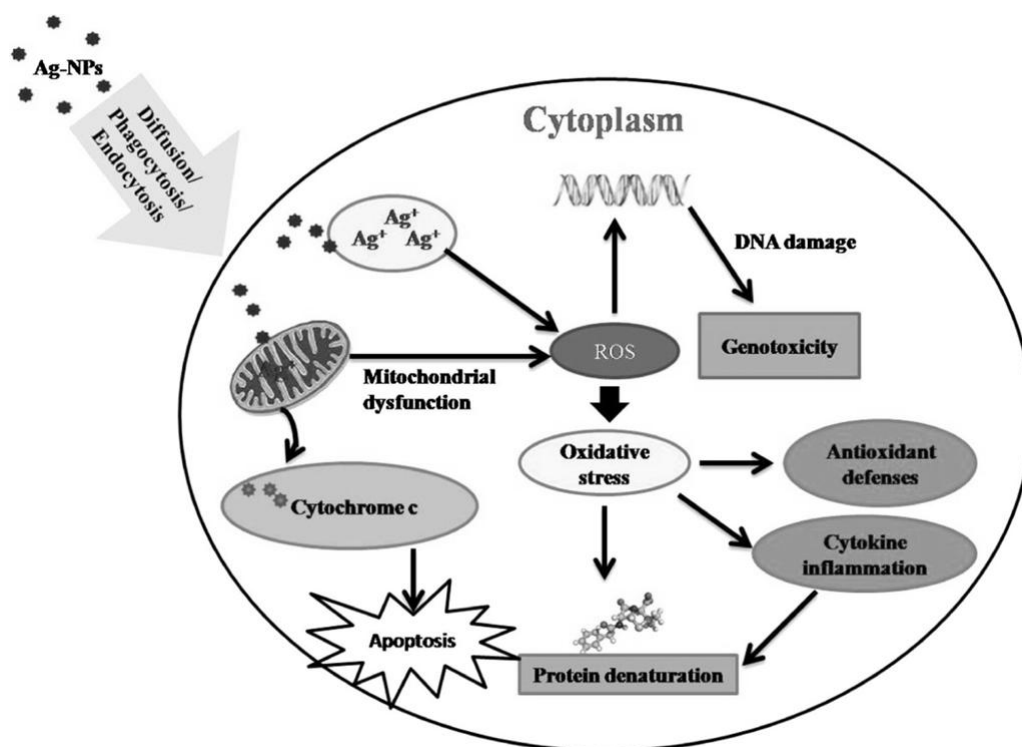 Ag-NPs
Diffusion/
Phagocytosis/
Endocytosis
Cytoplasm
Ag⁺
Ag⁺ Ag⁺
DNA damage
ROS
Genotoxicity
Mitochondrial
dysfunction
Oxidative
stress
Antioxidant
defenses
Cytochrome c
Cytokine
inflammation
Apoptosis
Protein denaturation